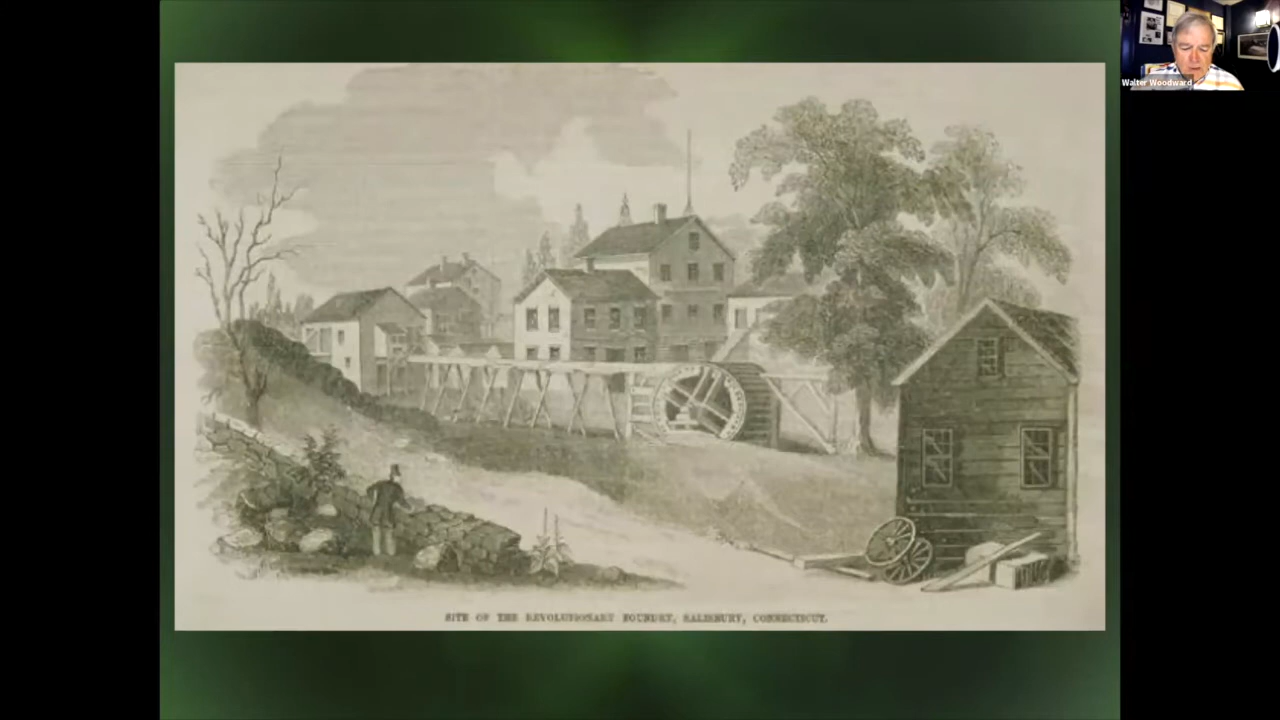 Walter Woodward
SITE OF THE REVOLUTIONARY FOUNDRY, SALISBURY, CONNECTICUT.